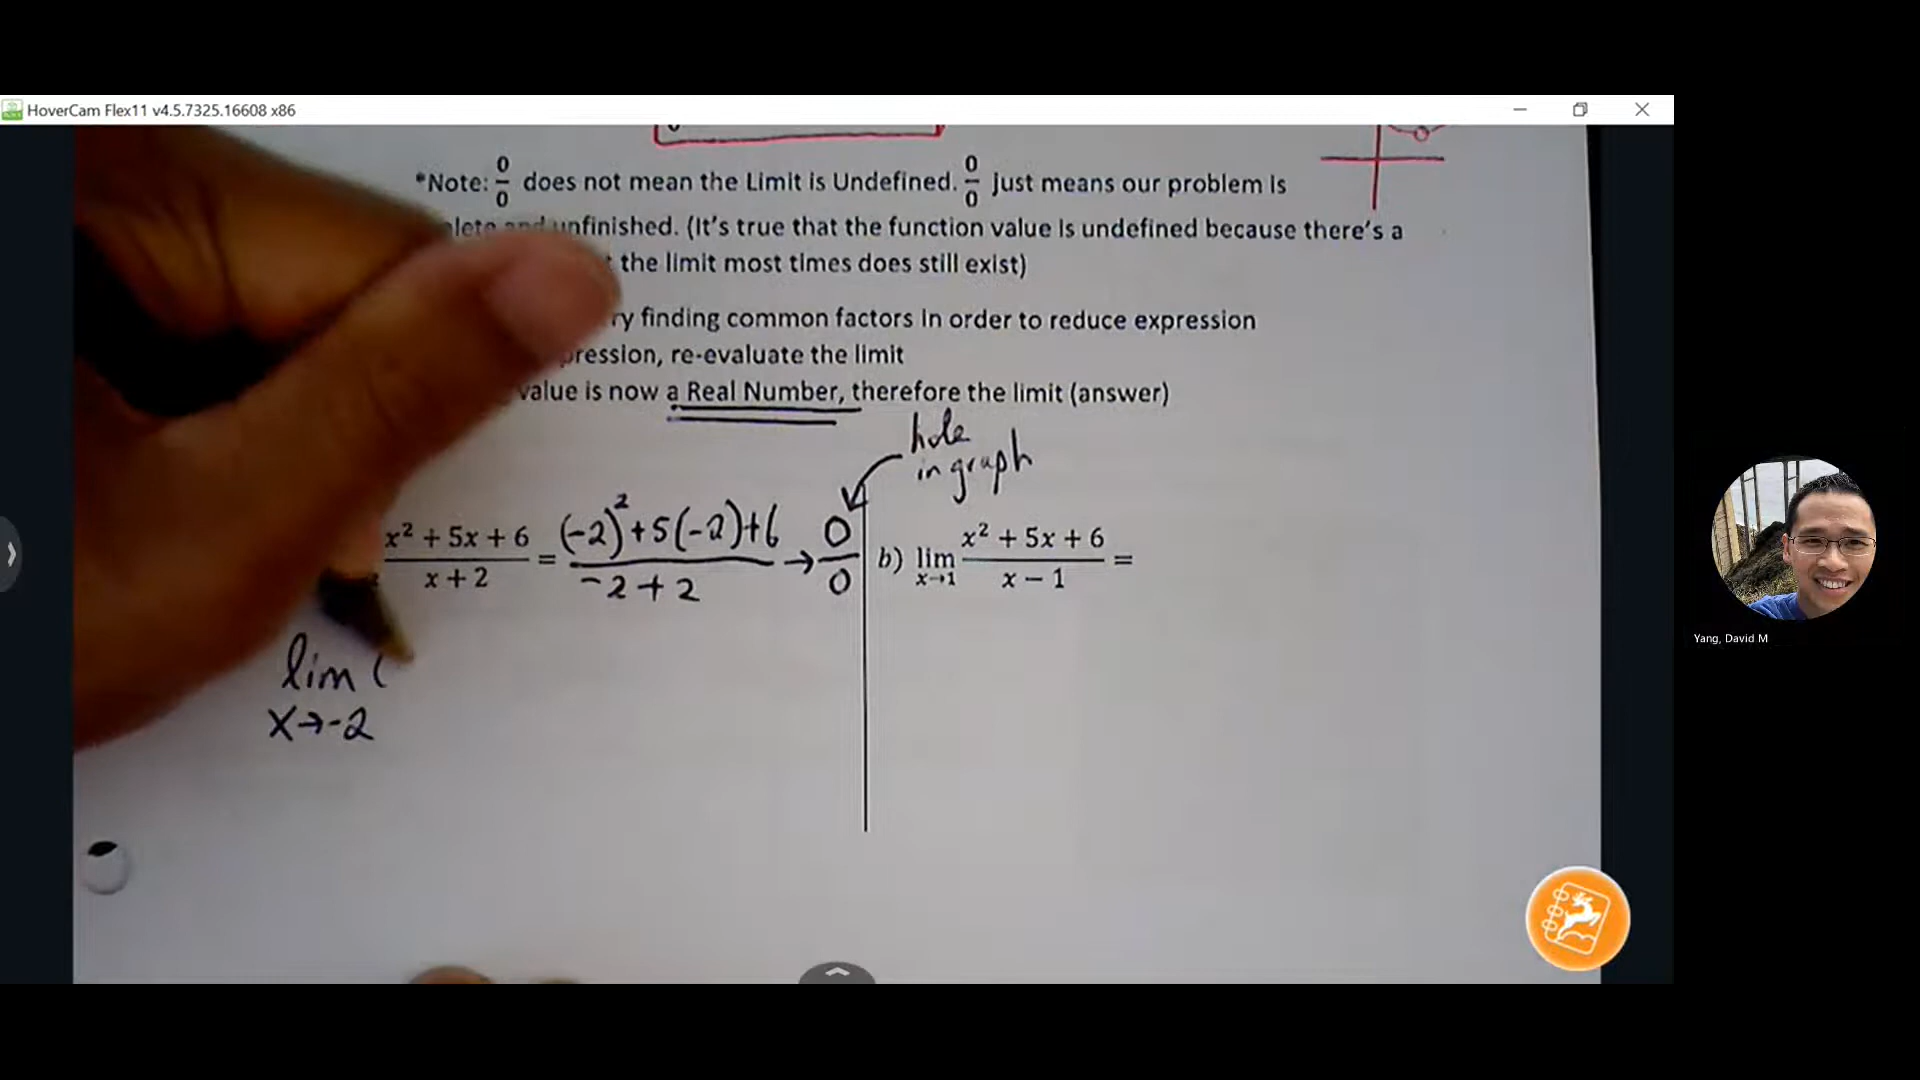 HoverCam Flex11 v4.5.7325.16608 x86
*Note: 0/0 does not mean the Limit is Undefined. 0/0 just means our problem is
unfinished. (It's true that the function value is undefined because there's a
the limit most times does still exist)
finding common factors in order to reduce expression
re-evaluate the limit
value is now a Real Number, therefore the limit (answer)
hole
in graph
x² + 5x + 6 / x + 2 = (-2)² + 5(-2) + 6 / -2 + 2 → 0/0
b) lim x→1 x² + 5x + 6 / x − 1 =
lim (
x→-2
Yang, David M